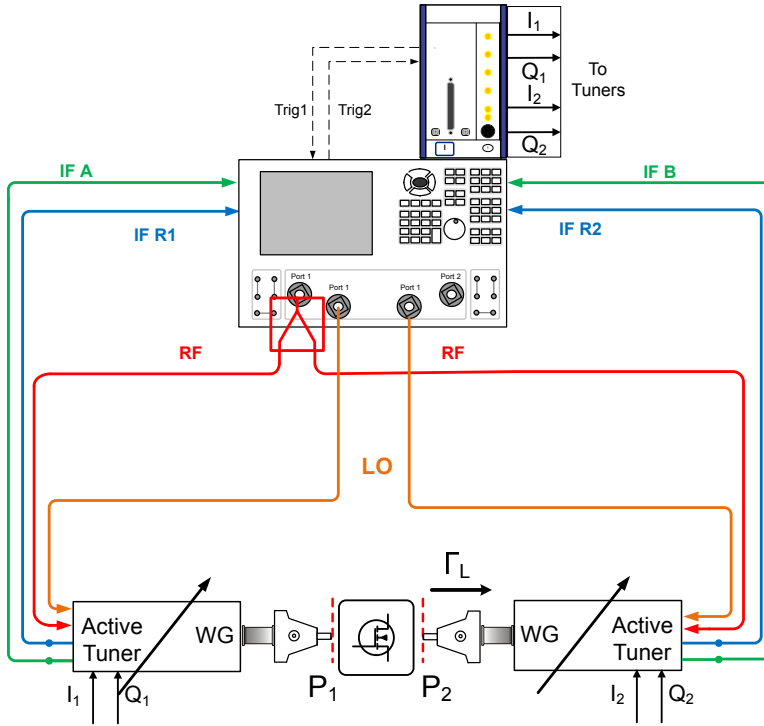 I1
Q1
I2
Q2
To
Tuners
Trig1
Trig2
IF A
IF B
IF R1
IF R2
Port 1
Port 1
Port 1
Port 2
RF
RF
LO
ΓL
Active
Tuner
WG
P1
P2
WG
Active
Tuner
I1
Q1
I2
Q2